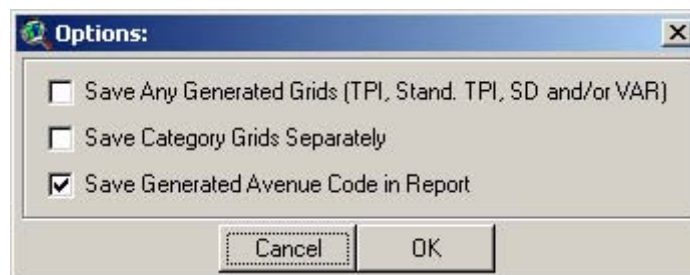 Options:
Save Any Generated Grids (TPI, Stand. TPI, SD and/or VAR)
Save Category Grids Separately
Save Generated Avenue Code in Report
Cancel OK